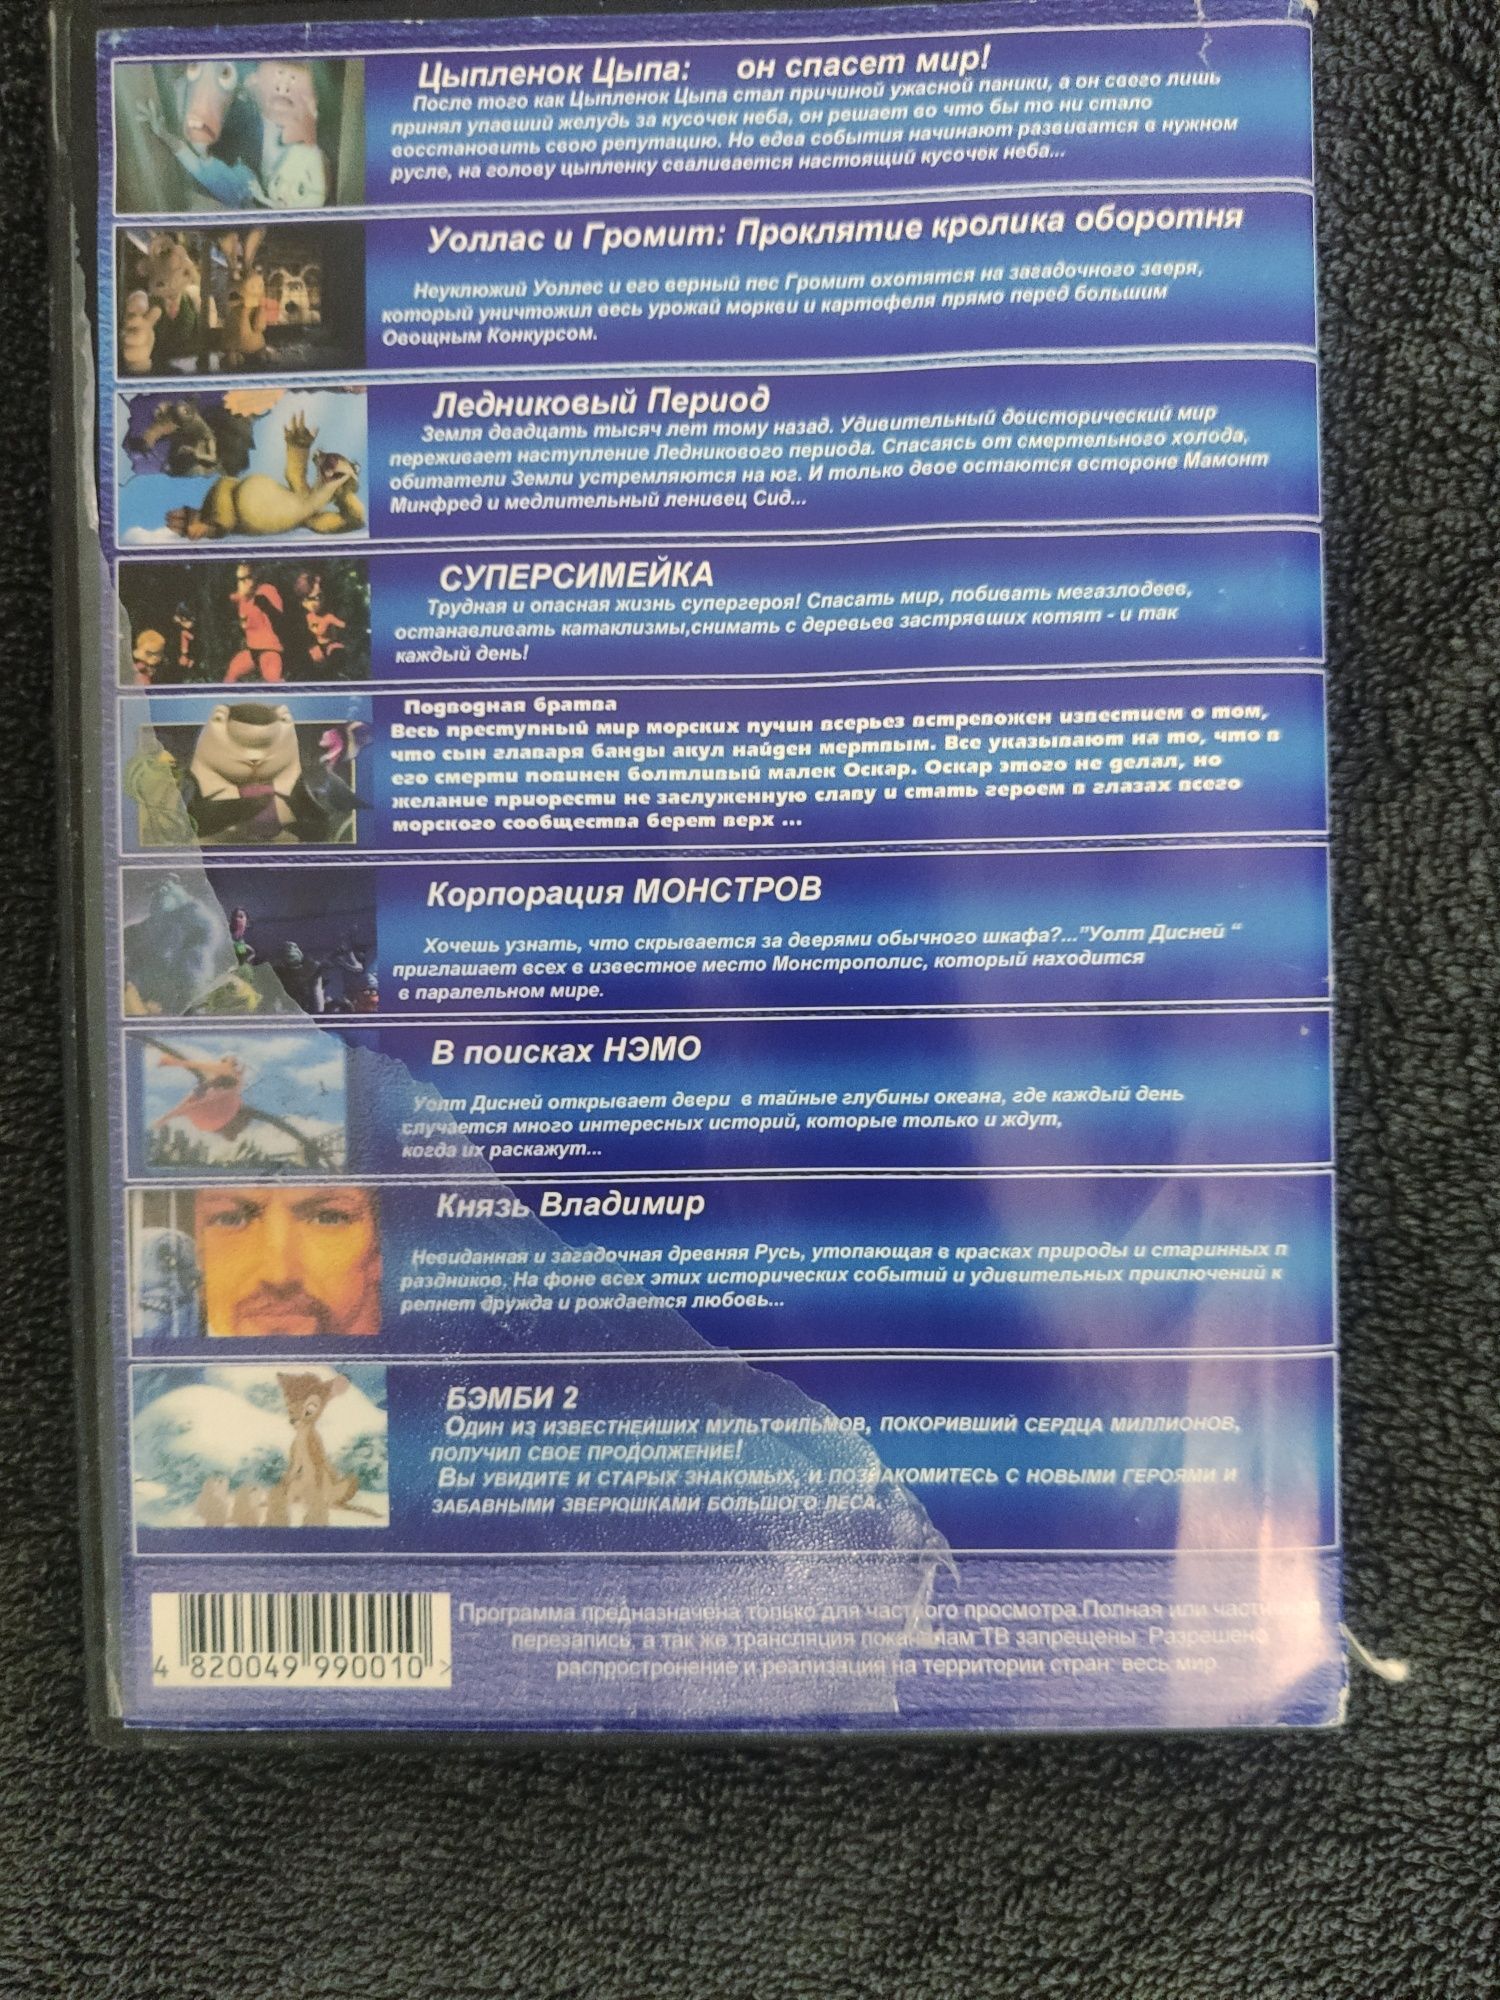 Цыпленок Цыпа: он спасет мир!
После того как Цыпленок Цыпа стал причиной ужасной паники, а он свего лишь
принял упавший желудь за кусочек неба, он решает во что бы то ни стало
восстановить свою репутацию. Но едва события начинают развиватся в нужном
русле, на голову цыпленку сваливается настоящий кусочек неба...
Уоллас и Громит: Проклятие кролика оборотня
Неуклюжий Уоллес и его верный пес Громит охотятся на загадочного зверя,
который уничтожил весь урожай моркви и картофеля прямо перед большим
Овощным Конкурсом.
Ледниковый Период
Земля двадцать тысяч лет тому назад. Удивительный доисторический мир
переживает наступление Ледникового периода. Спасаясь от смертельного холода,
обитатели Земли устремляются на юг. И только двое остаются встороне Мамонт
Минфред и медлительный ленивец Сид...
СУПЕРСИМЕЙКА
Трудная и опасная жизнь супергероя! Спасать мир, побивать мегазлодеев,
останавливать катаклизмы,снимать с деревьев застрявших котят - и так
каждый день!
Подводная братва
Весь преступный мир морских пучин всерьез встревожен известием о том,
что сын главаря банды акул найден мертвым. Все указывают на то, что в
его смерти повинен болтливый малек Оскар. Оскар этого не делал, но
желание приорести не заслуженную славу и стать героем в глазах всего
морского сообщества берет верх ...
Корпорация МОНСТРОВ
Хочешь узнать, что скрывается за дверями обычного шкафа?..."Уолт Дисней "
приглашает всех в известное место Монстрополис, который находится
в паралельном мире.
В поисках НЭМО
Уолт Дисней открывает двери в тайные глубины океана, где каждый день
случается много интересных историй, которые только и ждут,
когда их раскажут...
Князь Владимир
Невиданная и загадочная древняя Русь, утопающая в красках природы и старинных п
раздников. На фоне всех этих исторических событий и удивительных приключений к
репнет дружда и рождается любовь...
БЭМБИ 2
Один из известнейших мультфильмов, покоривший сердца миллионов,
получил свое продолжение!
Вы увидите и старых знакомых, и познакомитесь с новыми героями и
забавными зверюшками большого леса.
Программа предназначена только для частного просмотра.Полная или частичная
перезапись, а так же трансляция по каналам ТВ запрещены. Разрешено
распростронение и реализация на территории стран: весь мир
4 820049 990010 >